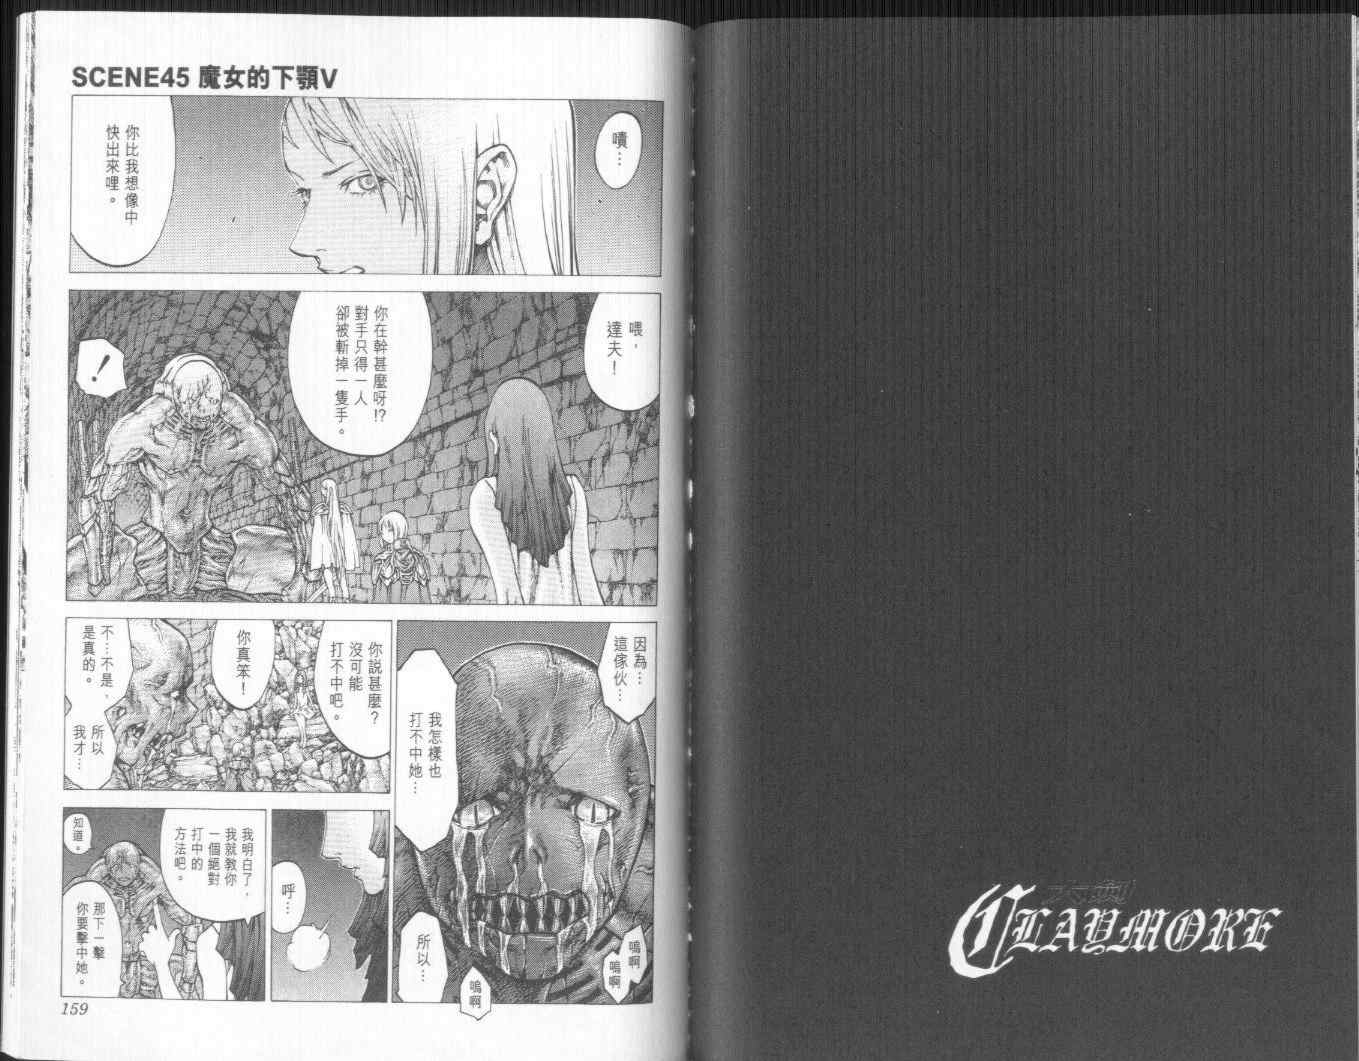 SCENE45 魔女的下顎V
嘖…
你比我想像中
快出來哩。
喂，
達夫！
你在幹甚麼呀!?
對手只得一人
卻被斬掉一隻手。
！
因為…
這傢伙…
我怎樣也
打不中她…
所以…
嗚啊
嗚啊
嗚啊
你說甚麼？
沒可能
打不中吧。
你真笨！
不…不是，
是真的。
所以
我才…
呼…
我明白了，
我就教你
一個絕對
打中的
方法吧。
知道。
那下一擊
你要擊中她。
159
CLAYMORE